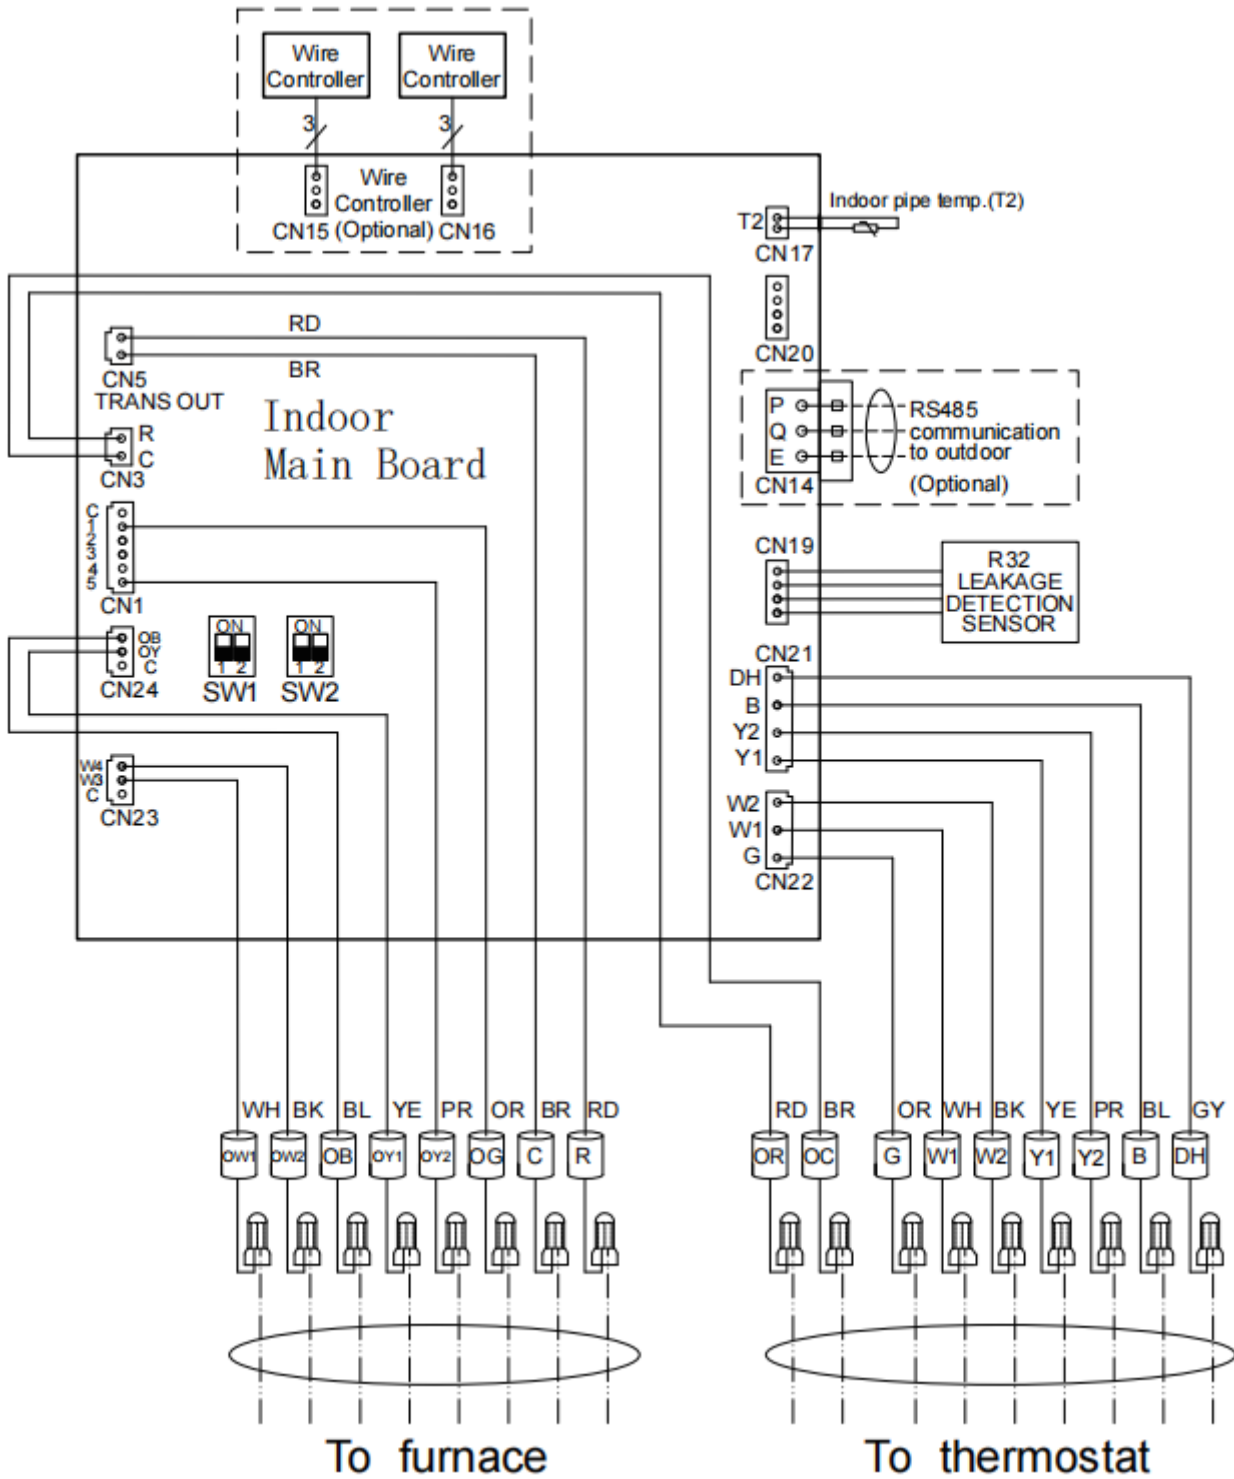 Wire
Controller
Wire
Controller
3
3
Wire
Controller
CN15 (Optional) CN16
T2
Indoor pipe temp.(T2)
CN17
CN20
RD
BR
CN5
TRANS OUT
Indoor
Main Board
R
C
CN3
P
Q
E
CN14
RS485
communication
to outdoor
(Optional)
C
1
2
3
4
5
CN1
CN19
R32
LEAKAGE
DETECTION
SENSOR
OB
OY
C
CN24
ON
1 2
SW1
ON
1 2
SW2
CN21
DH
B
Y2
Y1
W4
W3
C
CN23
W2
W1
G
CN22
WH BK BL YE PR OR BR RD
RD BR OR WH BK YE PR BL GY
OW1 OW2 OB OY1 OY2 OG C R
OR OC G W1 W2 Y1 Y2 B DH
To furnace
To thermostat